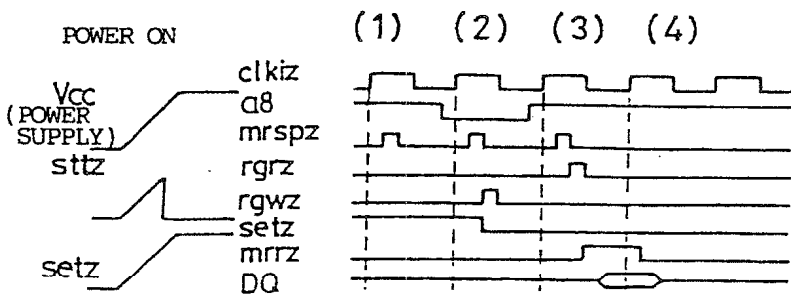 POWER ON
(1) (2) (3) (4)
clkiz
Vcc
a8
(POWER
SUPPLY)
mrspz
sttz
rgrz
rgwz
setz
mrrz
setz
DQ